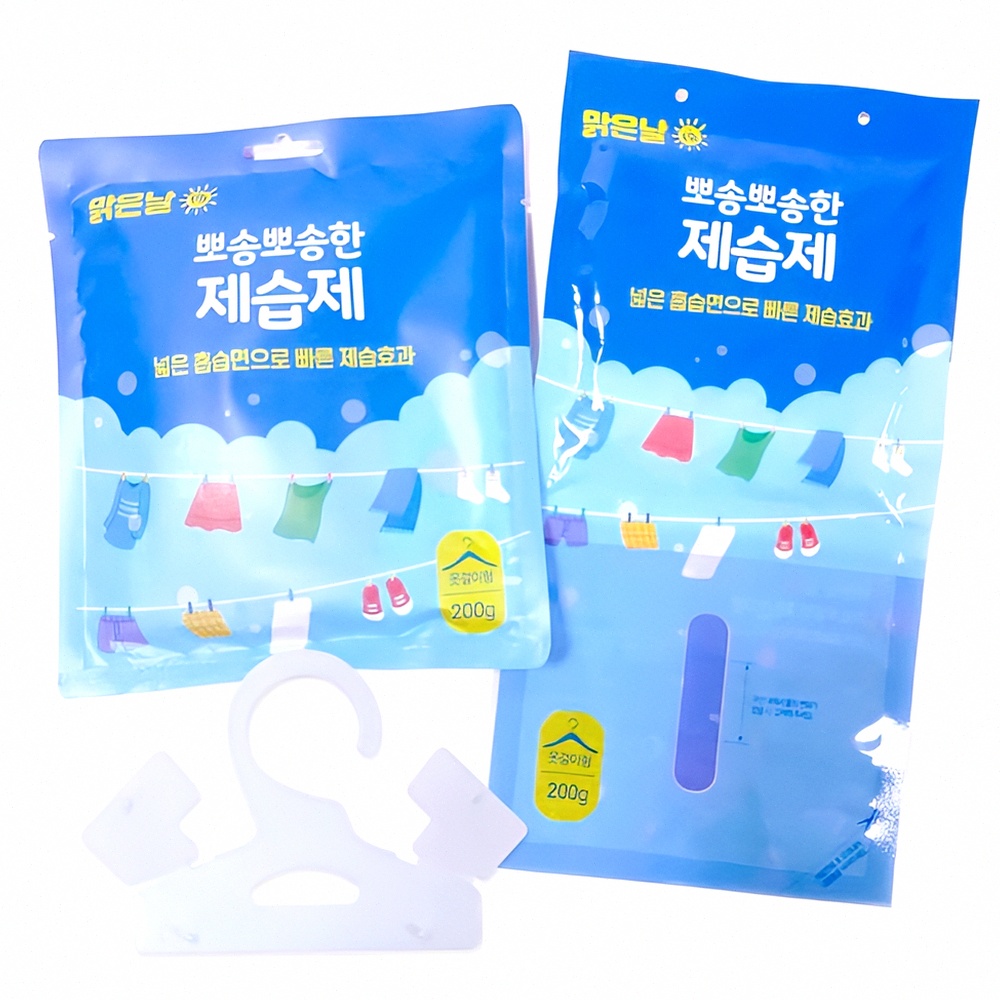 맑은날
뽀송뽀송한
제습제
넓은 흡습면으로 빠른 제습효과
옷걸이형
200g
맑은날
뽀송뽀송한
제습제
넓은 흡습면으로 빠른 제습효과
옷걸이형
200g